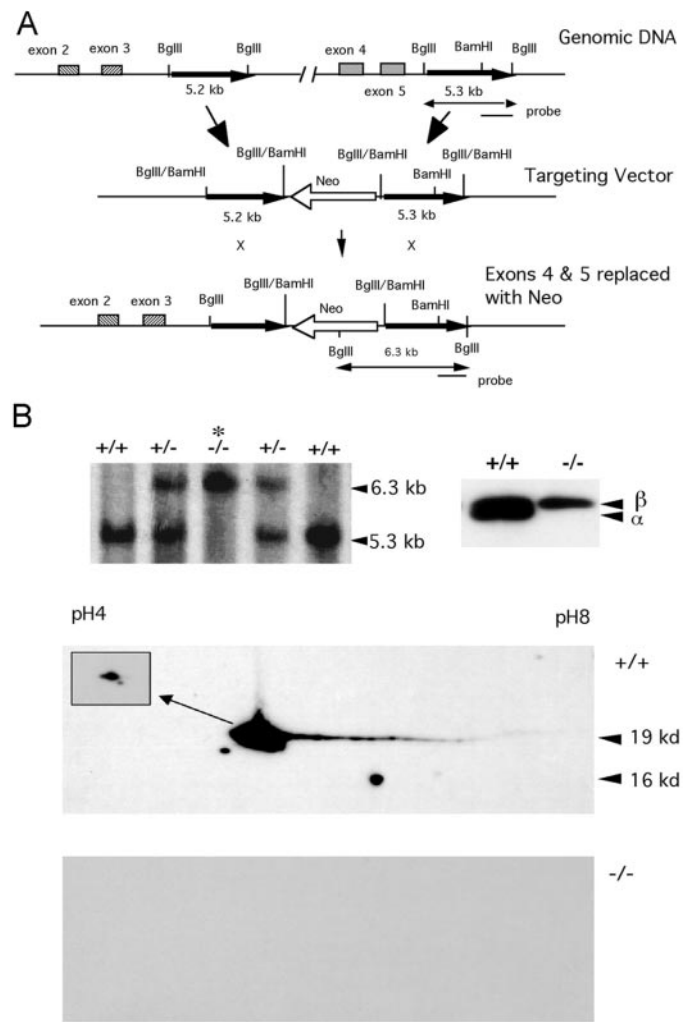 A
Genomic DNA
exon 2 exon 3 BglII BglII exon 4 BglII BamHI BglII
5.2 kb exon 5 5.3 kb
probe
Targeting Vector
BglII/BamHI BglII/BamHI Neo BglII/BamHI BamHI BglII/BamHI
5.2 kb 5.3 kb
X X
Exons 4 & 5 replaced
with Neo
exon 2 exon 3 BglII BglII/BamHI Neo BglII/BamHI BamHI
BglII 6.3 kb BglII
probe
B
*
+/+ +/- -/- +/- +/+
6.3 kb
5.3 kb
+/+ -/-
β
α
pH4 pH8
+/+
19 kd
16 kd
-/-